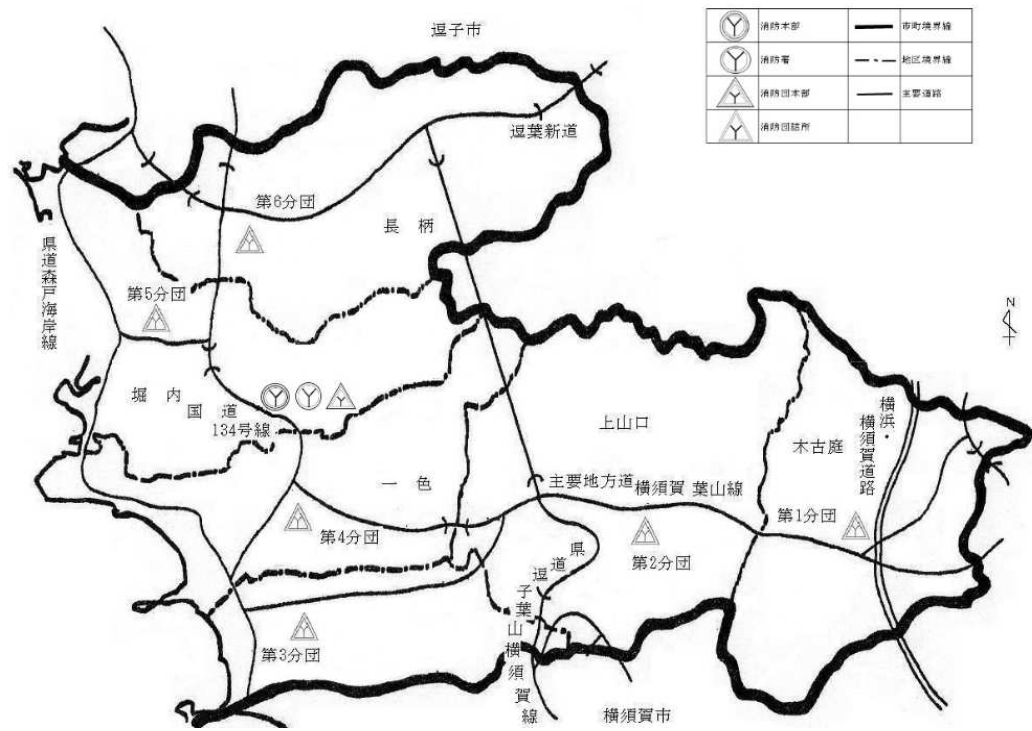 逗子市
消防本部
市町境界線
消防署
地区境界線
消防団本部
主要道路
消防団詰所
逗葉新道
第6分団
長柄
県道森戸海岸線
第5分団
N
堀内
国道
134号線
上山口
木古庭
横浜・
横須賀道路
一色
主要地方道
横須賀葉山線
第4分団
第2分団
第1分団
県道
逗子葉山横須賀線
第3分団
横須賀市